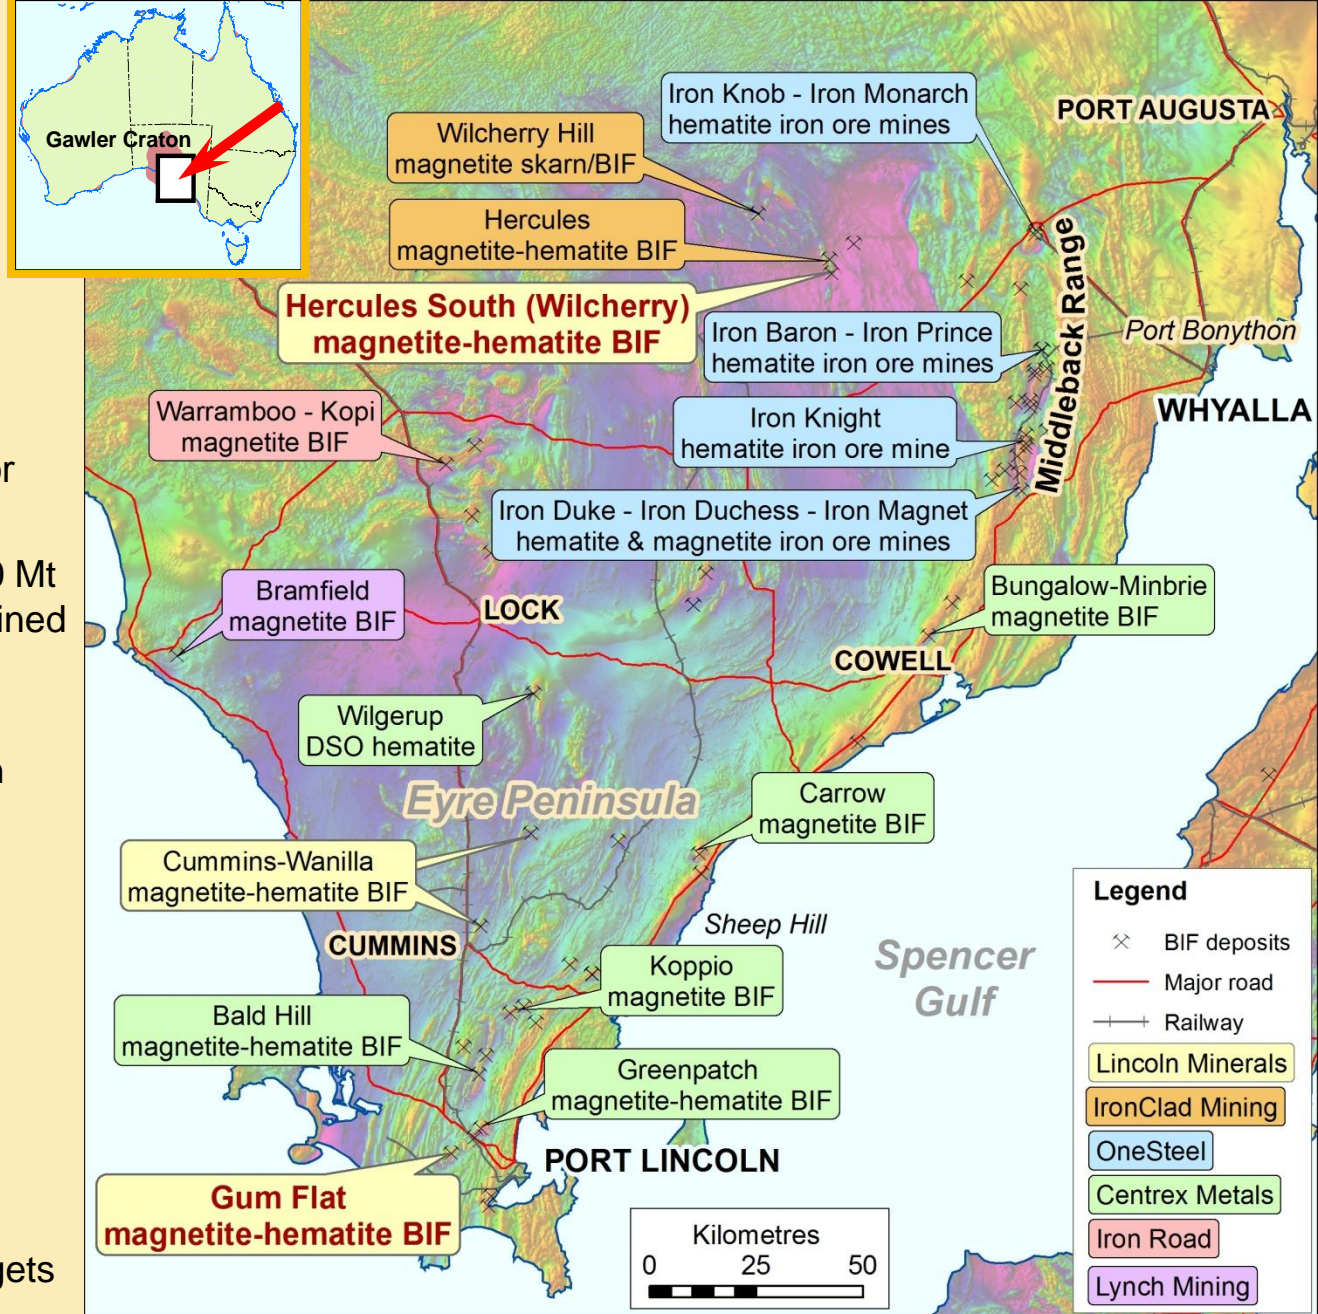 Gawler Craton
Iron Knob - Iron Monarch
hematite iron ore mines
PORT AUGUSTA
Wilcherry Hill
magnetite skarn/BIF
Hercules
magnetite-hematite BIF
Hercules South (Wilcherry)
magnetite-hematite BIF
Middleback Range
Iron Baron - Iron Prince
hematite iron ore mines
Port Bonython
WHYALLA
Warramboo - Kopi
magnetite BIF
Iron Knight
hematite iron ore mine
Iron Duke - Iron Duchess - Iron Magnet
hematite & magnetite iron ore mines
Mt
Bramfield
magnetite BIF
LOCK
Bungalow-Minbrie
magnetite BIF
COWELL
Wilgerup
DSO hematite
Eyre Peninsula
Carrow
magnetite BIF
Cummins-Wanilla
magnetite-hematite BIF
CUMMINS
Sheep Hill
Spencer
Gulf
Koppio
magnetite BIF
Bald Hill
magnetite-hematite BIF
Greenpatch
magnetite-hematite BIF
PORT LINCOLN
Gum Flat
magnetite-hematite BIF
Kilometres
0 25 50
Legend
BIF deposits
Major road
Railway
Lincoln Minerals
IronClad Mining
OneSteel
Centrex Metals
Iron Road
Lynch Mining